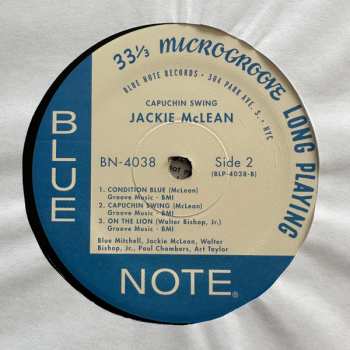 33⅓ MICROGROOVE LONG PLAYING
BLUE NOTE RECORDS • 304 PARK AVE. S. • NYC
CAPUCHIN SWING
JACKIE McLEAN
BN-4038 Side 2
(BLP-4038-B)
1. CONDITION BLUE (McLean)
Groove Music - BMI
2. CAPUCHIN SWING (McLean)
Groove Music - BMI
3. ON THE LION (Walter Bishop, Jr.)
Groove Music - BMI
Blue Mitchell, Jackie McLean, Walter
Bishop, Jr., Paul Chambers, Art Taylor
BLUE
NOTE®